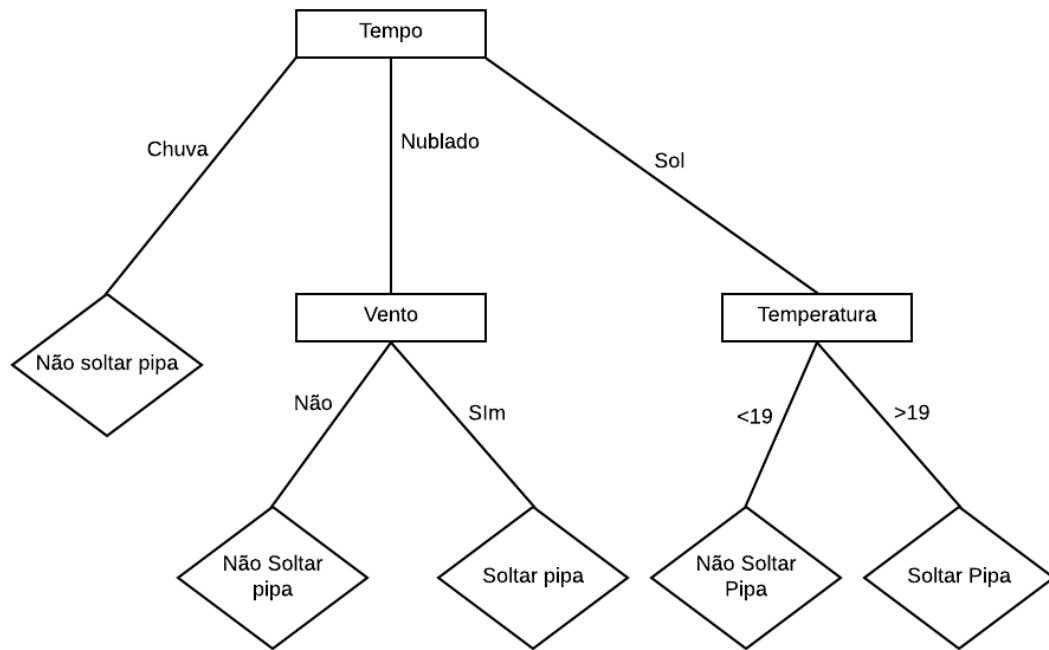 Tempo
Chuva
Nublado
Sol
Vento
Temperatura
Não soltar pipa
Não
SIm
<19
>19
Não Soltar
pipa
Soltar pipa
Não Soltar
Pipa
Soltar Pipa